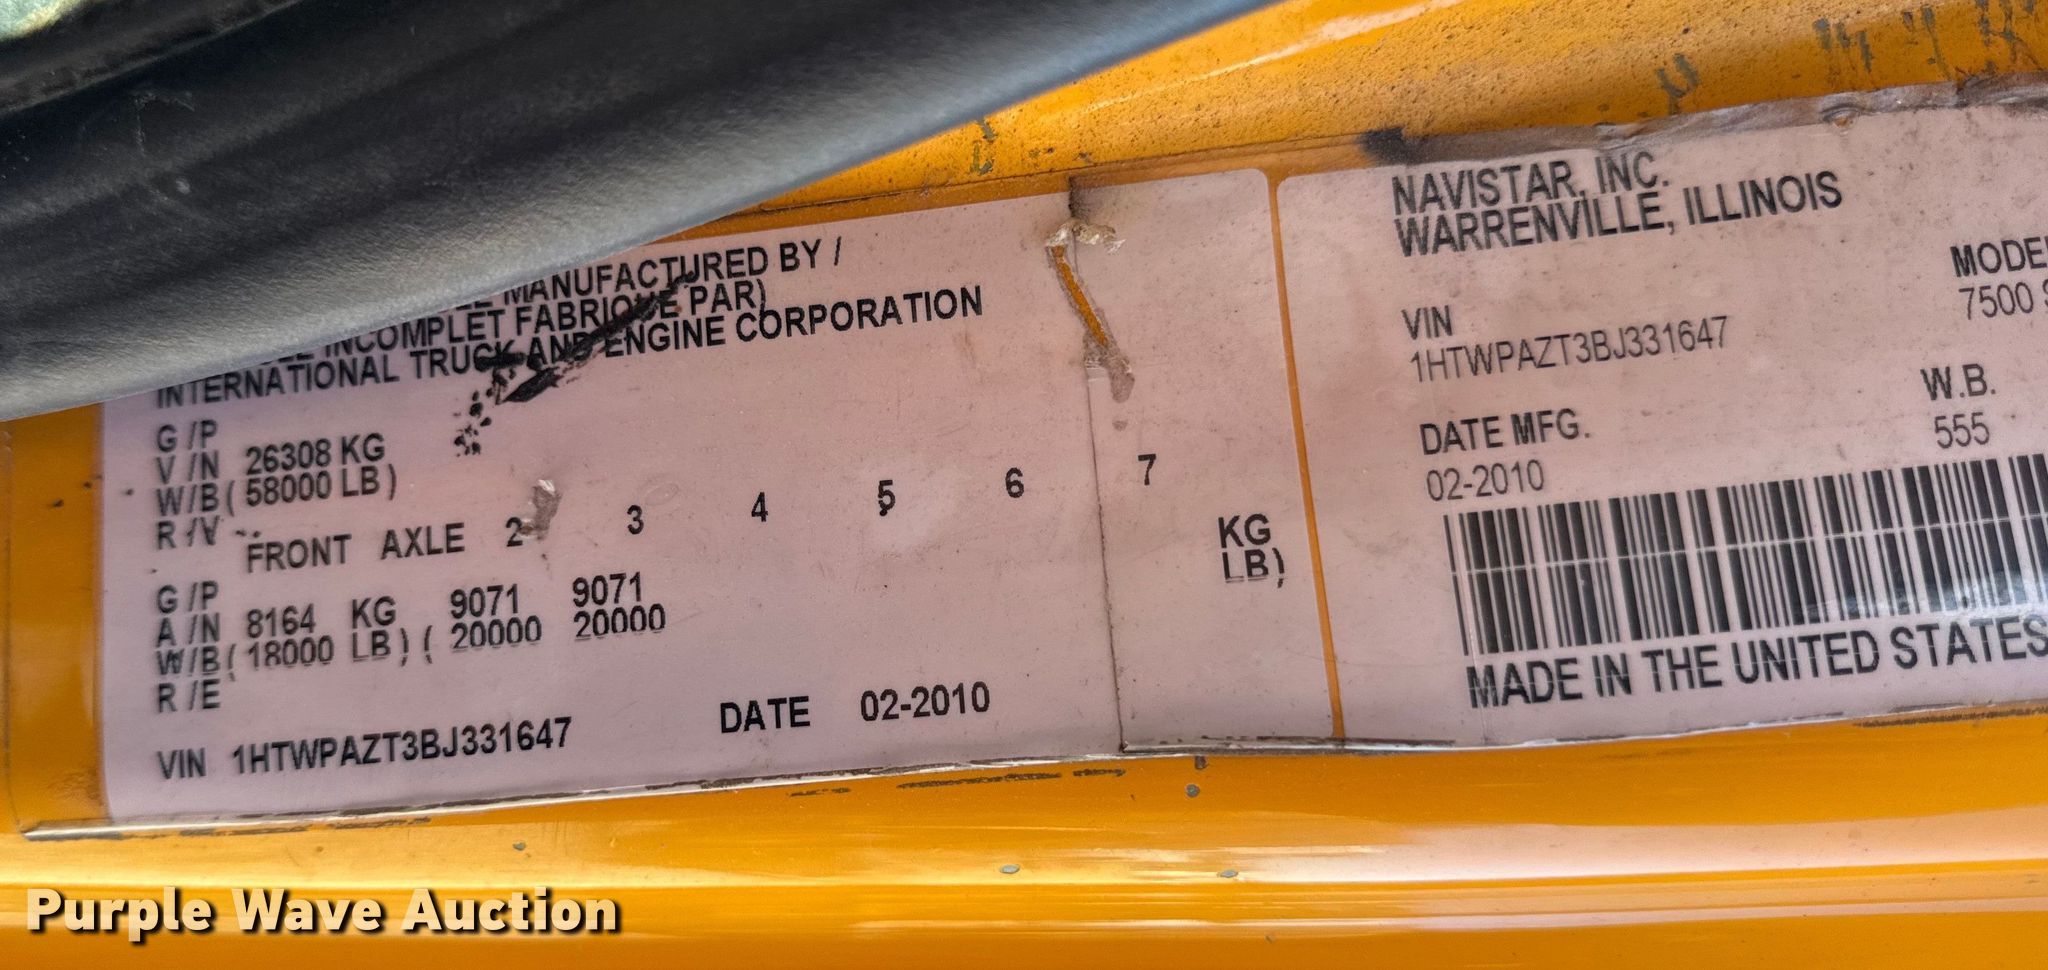 MANUFACTURED BY /
INCOMPLET FABRIQUE PAR)
INTERNATIONAL TRUCK AND ENGINE CORPORATION
G /P
V /N 26308 KG
W/B( 58000 LB )
R /V
FRONT AXLE 2 3 4 5 6 7
KG
LB)
G /P
A /N 8164 KG 9071 9071
W/B( 18000 LB ) ( 20000 20000
R /E
VIN 1HTWPAZT3BJ331647 DATE 02-2010
NAVISTAR, INC.
WARRENVILLE, ILLINOIS
VIN
1HTWPAZT3BJ331647
7500
DATE MFG.
02-2010
W.B.
555
MADE IN THE UNITED STATES
Purple Wave Auction